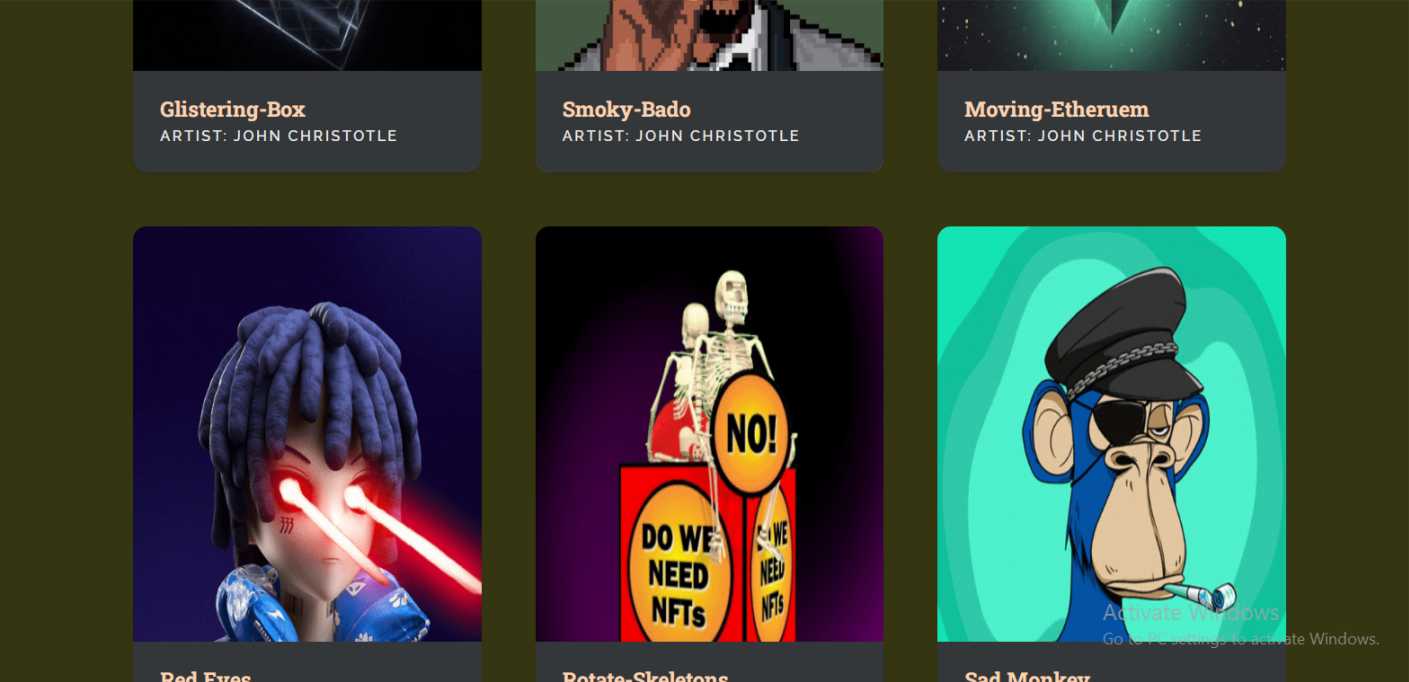 Glistering-Box
ARTIST: JOHN CHRISTOTLE
Smoky-Bado
ARTIST: JOHN CHRISTOTLE
Moving-Etheruem
ARTIST: JOHN CHRISTOTLE
NO!
DO WE
NEED
NFTs
WE
NEED
NFTs
Activate Windows
Go to PC settings to activate Windows.
Red Eyes
Rotate-Skeletons
Sad Monkey